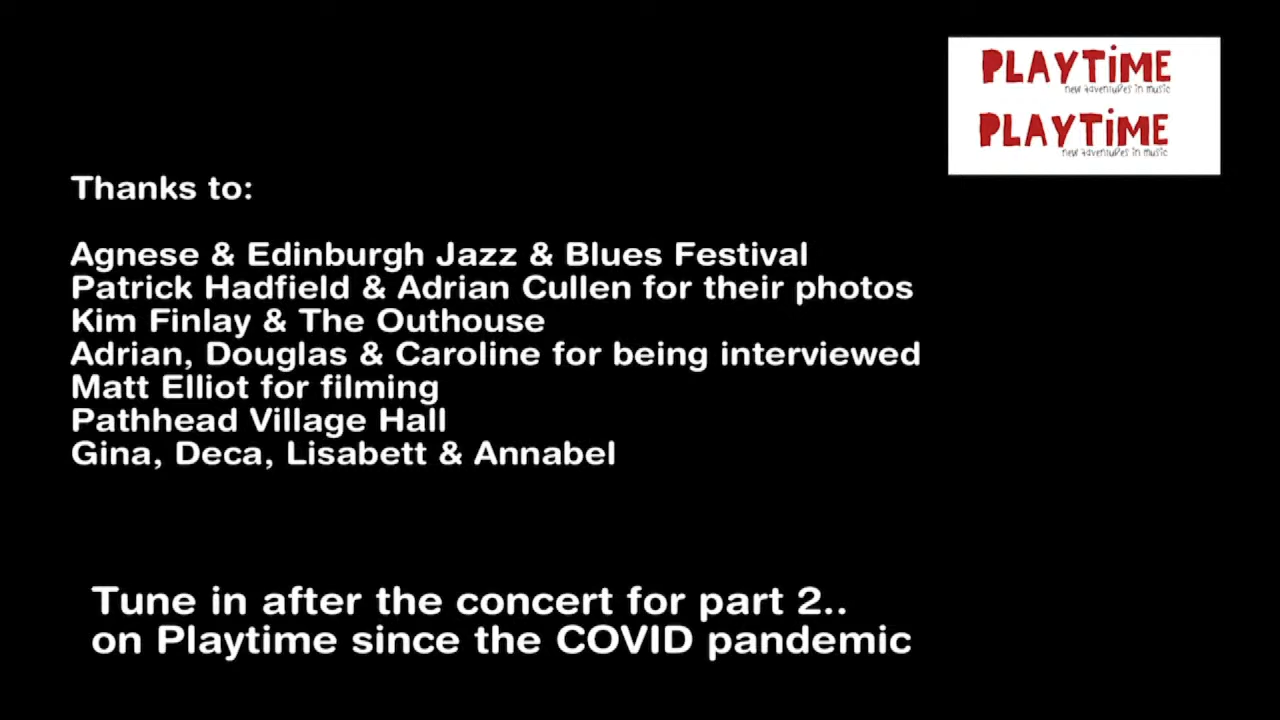 PLAYTiME
new adventures in music
PLAYTiME
new adventures in music
Thanks to:
Agnese & Edinburgh Jazz & Blues Festival
Patrick Hadfield & Adrian Cullen for their photos
Kim Finlay & The Outhouse
Adrian, Douglas & Caroline for being interviewed
Matt Elliot for filming
Pathhead Village Hall
Gina, Deca, Lisabett & Annabel
Tune in after the concert for part 2..
on Playtime since the COVID pandemic